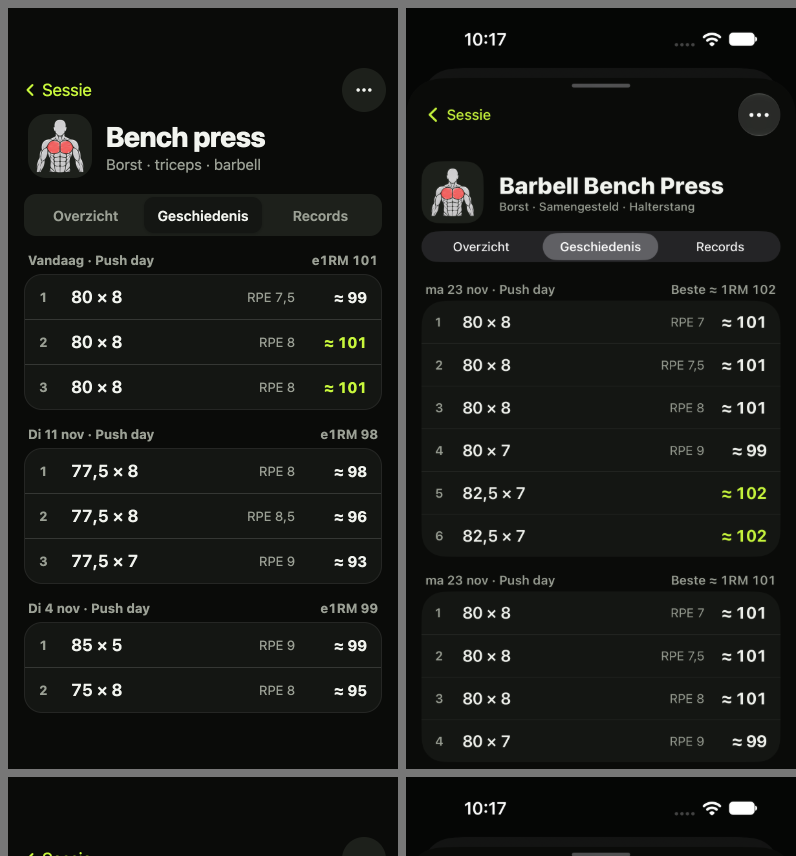 Sessie
Bench press
Borst · triceps · barbell
Overzicht Geschiedenis Records
Vandaag · Push day e1RM 101
1 80 × 8 RPE 7,5 ≈ 99
2 80 × 8 RPE 8 ≈ 101
3 80 × 8 RPE 8 ≈ 101
Di 11 nov · Push day e1RM 98
1 77,5 × 8 RPE 8 ≈ 98
2 77,5 × 8 RPE 8,5 ≈ 96
3 77,5 × 7 RPE 9 ≈ 93
Di 4 nov · Push day e1RM 99
1 85 × 5 RPE 9 ≈ 99
2 75 × 8 RPE 8 ≈ 95
10:17
Sessie
Barbell Bench Press
Borst · Samengesteld · Halterstang
Overzicht Geschiedenis Records
ma 23 nov · Push day Beste ≈ 1RM 102
1 80 × 8 RPE 7 ≈ 101
2 80 × 8 RPE 7,5 ≈ 101
3 80 × 8 RPE 8 ≈ 101
4 80 × 7 RPE 9 ≈ 99
5 82,5 × 7 ≈ 102
6 82,5 × 7 ≈ 102
ma 23 nov · Push day Beste ≈ 1RM 101
1 80 × 8 RPE 7 ≈ 101
2 80 × 8 RPE 7,5 ≈ 101
3 80 × 8 RPE 8 ≈ 101
4 80 × 7 RPE 9 ≈ 99
Sessie
10:17